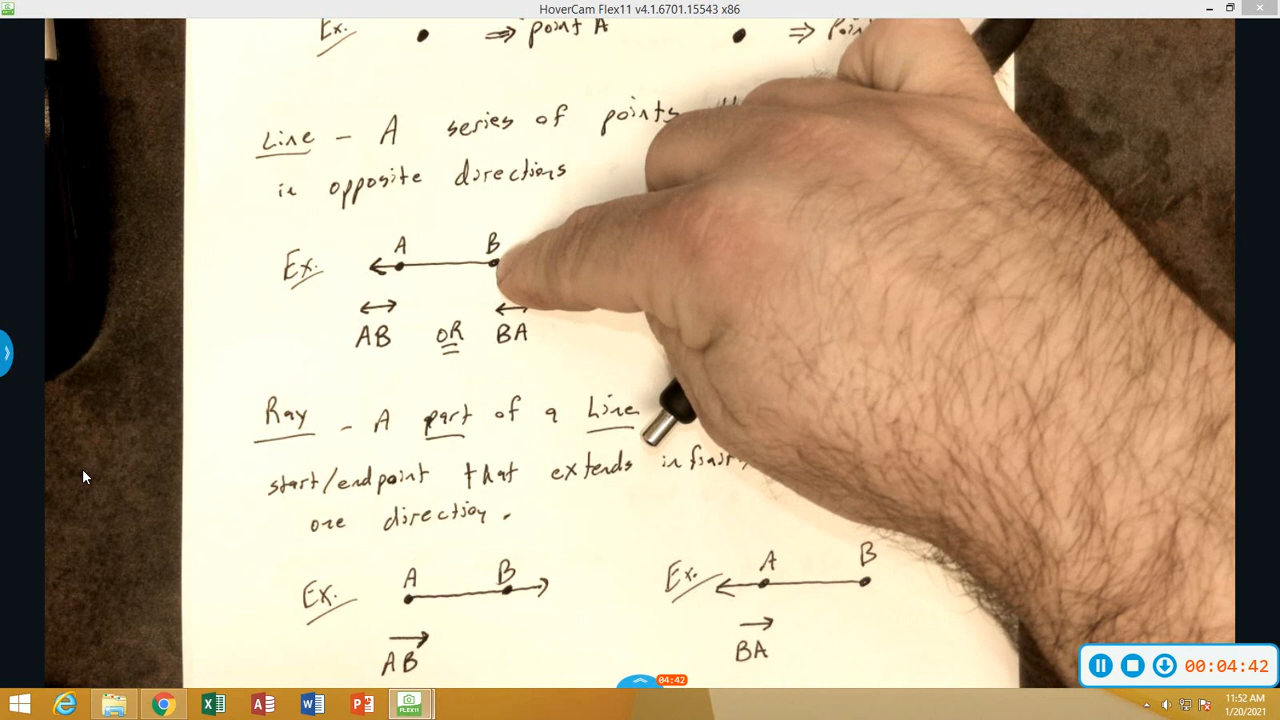 HoverCam Flex11 v4.1.6701.15543 x86
Ex. ⇒ point A ⇒
Line - A series of points
in opposite directions
Ex. A B
AB OR BA
Ray - A part of a Line
start/endpoint that extends
one direction.
Ex. A B Ex. A B
AB BA
00:04:42
04:42
FLEX11
11:52 AM
1/20/2021